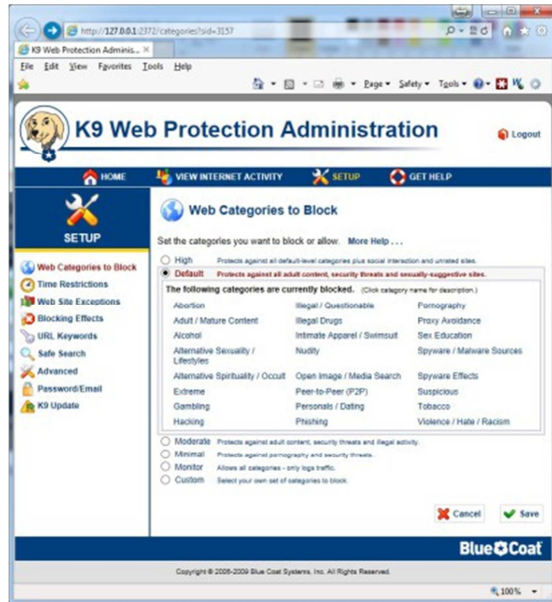 http://127.0.0.1:2372/categories?sid=3157
K9 Web Protection Adminis...
File Edit View Favorites Tools Help
Page Safety Tools
K9 Web Protection Administration
Logout
HOME VIEW INTERNET ACTIVITY SETUP GET HELP
SETUP
Web Categories to Block
Time Restrictions
Web Site Exceptions
Blocking Effects
URL Keywords
Safe Search
Advanced
Password/Email
K9 Update
Web Categories to Block
Set the categories you want to block or allow. More Help . . .
High Protects against all default-level categories plus social interaction and unrated sites.
Default Protects against all adult content, security threats and sexually-suggestive sites.
The following categories are currently blocked. (Click category name for description.)
Abortion Illegal / Questionable Pornography
Adult / Mature Content Illegal Drugs Proxy Avoidance
Alcohol Intimate Apparel / Swimsuit Sex Education
Alternative Sexuality / Nudity Spyware / Malware Sources
Lifestyles
Alternative Spirituality / Occult Open Image / Media Search Spyware Effects
Extreme Peer-to-Peer (P2P) Suspicious
Gambling Personals / Dating Tobacco
Hacking Phishing Violence / Hate / Racism
Moderate Protects against adult content, security threats and illegal activity.
Minimal Protects against pornography and security threats.
Monitor Allows all categories - only logs traffic.
Custom Select your own set of categories to block.
Cancel Save
Blue Coat
Copyright © 2006-2009 Blue Coat Systems, Inc. All Rights Reserved.
100%